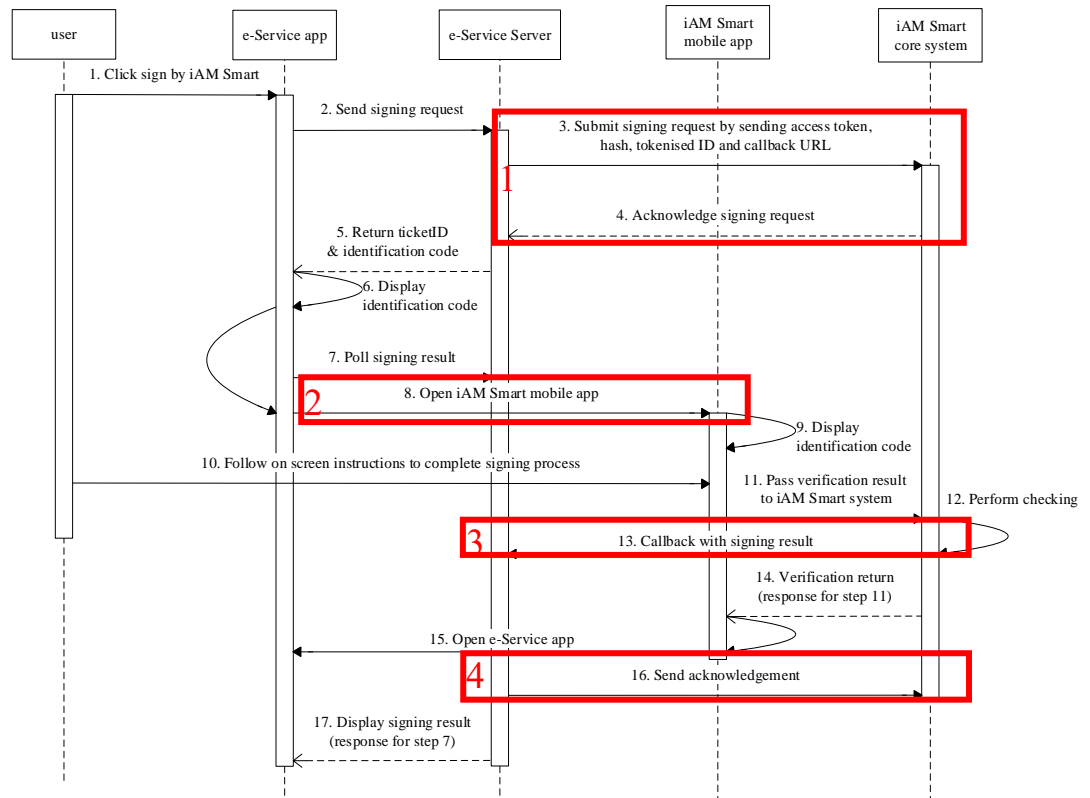 user
e-Service app
e-Service Server
iAM Smart
mobile app
iAM Smart
core system
1. Click sign by iAM Smart
2. Send signing request
3. Submit signing request by sending access token,
hash, tokenised ID and callback URL
1
4. Acknowledge signing request
5. Return ticketID
& identification code
6. Display
identification code
7. Poll signing result
2
8. Open iAM Smart mobile app
9. Display
identification code
10. Follow on screen instructions to complete signing process
11. Pass verification result
to iAM Smart system
12. Perform checking
3
13. Callback with signing result
14. Verification return
(response for step 11)
15. Open e-Service app
4
16. Send acknowledgement
17. Display signing result
(response for step 7)